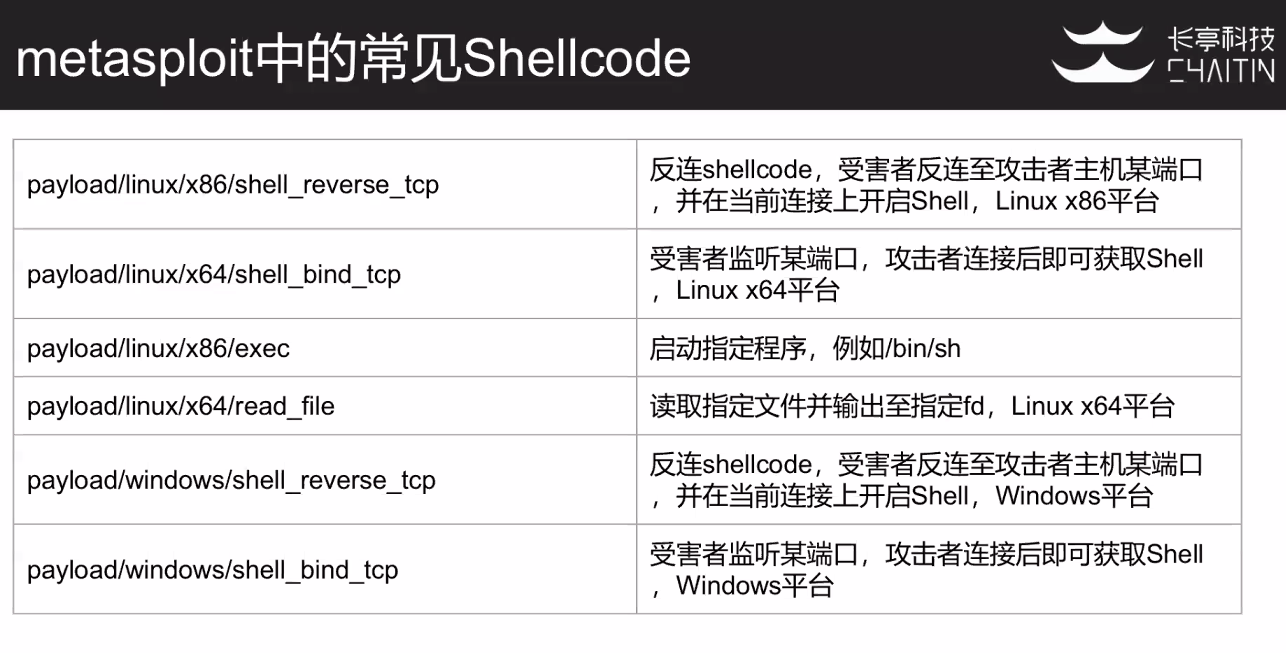 metasploit中的常见Shellcode
长亭科技
CHAITIN
payload/linux/x86/shell_reverse_tcp
反连shellcode，受害者反连至攻击者主机某端口
，并在当前连接上开启Shell，Linux x86平台
payload/linux/x64/shell_bind_tcp
受害者监听某端口，攻击者连接后即可获取Shell
，Linux x64平台
payload/linux/x86/exec
启动指定程序，例如/bin/sh
payload/linux/x64/read_file
读取指定文件并输出至指定fd，Linux x64平台
payload/windows/shell_reverse_tcp
反连shellcode，受害者反连至攻击者主机某端口
，并在当前连接上开启Shell，Windows平台
payload/windows/shell_bind_tcp
受害者监听某端口，攻击者连接后即可获取Shell
，Windows平台